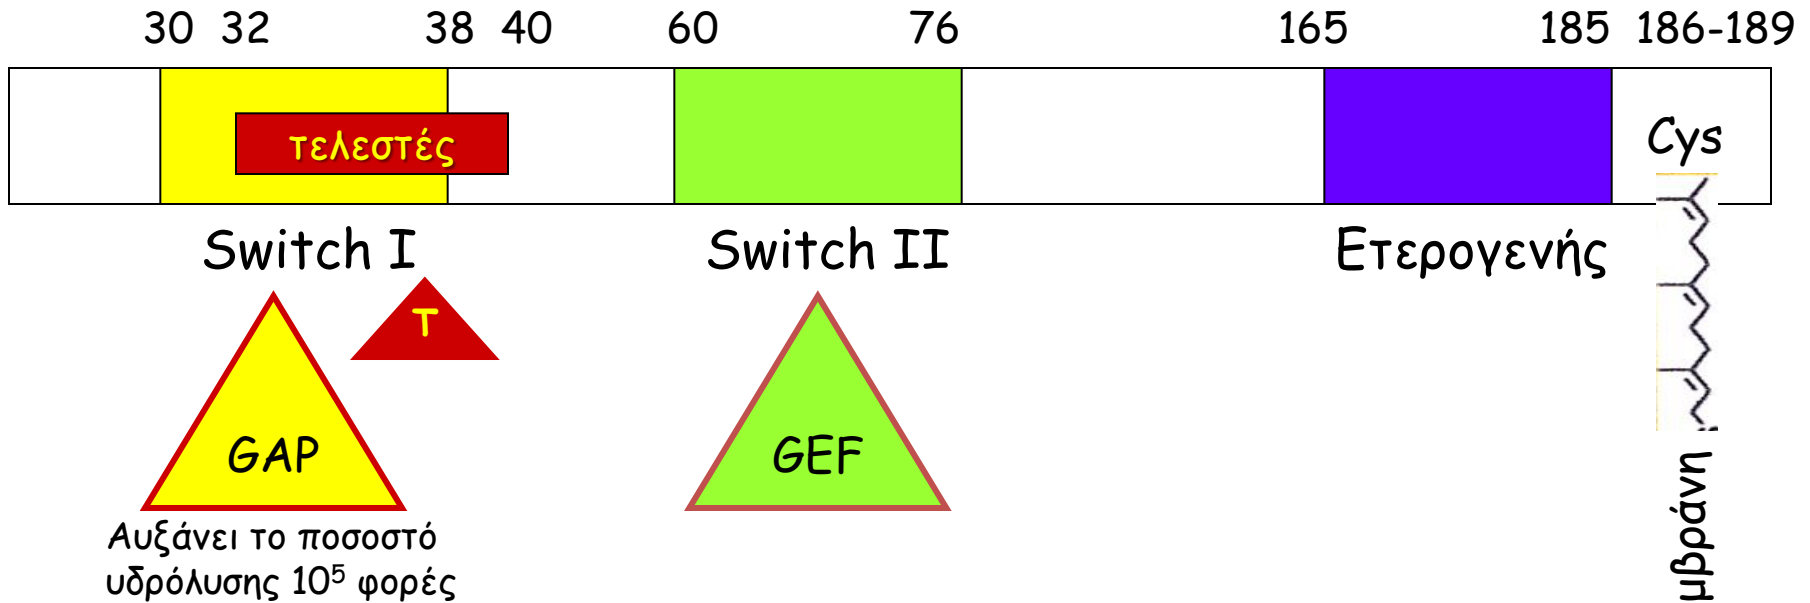 30 32 38 40 60 76 165 185 186-189
τελεστές
Cys
Switch I Switch II Ετερογενής
Τ
GAP GEF
μβράνη
Αυξάνει το ποσοστό
υδρόλυσης 10⁵ φορές